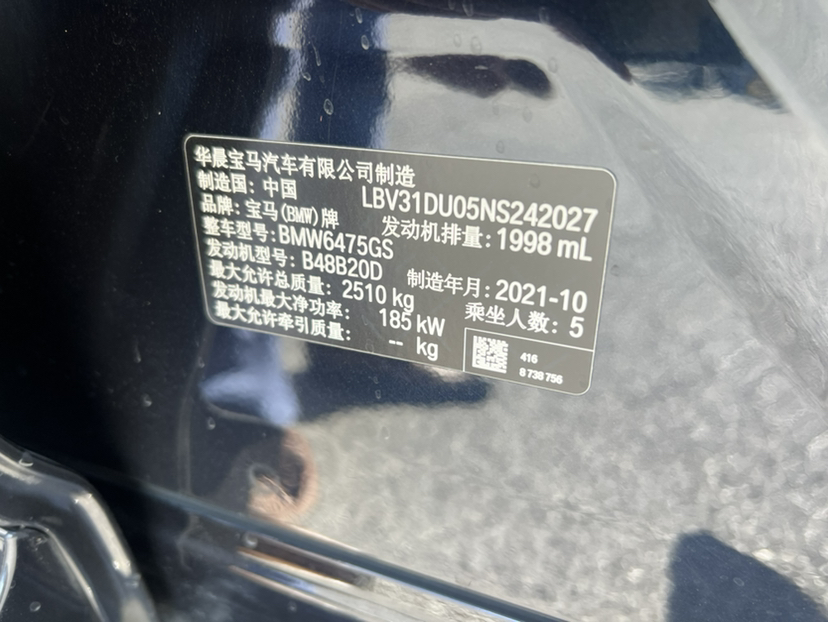 华晨宝马汽车有限公司制造
制造国: 中国 LBV31DU05NS242027
品牌: 宝马(BMW)牌 发动机排量: 1998 mL
整车型号: BMW6475GS
发动机型号: B48B20D 制造年月: 2021-10
最大允许总质量: 2510 kg 乘坐人数: 5
发动机最大净功率: 185 kW
最大允许牵引质量: -- kg
416
8 738 756